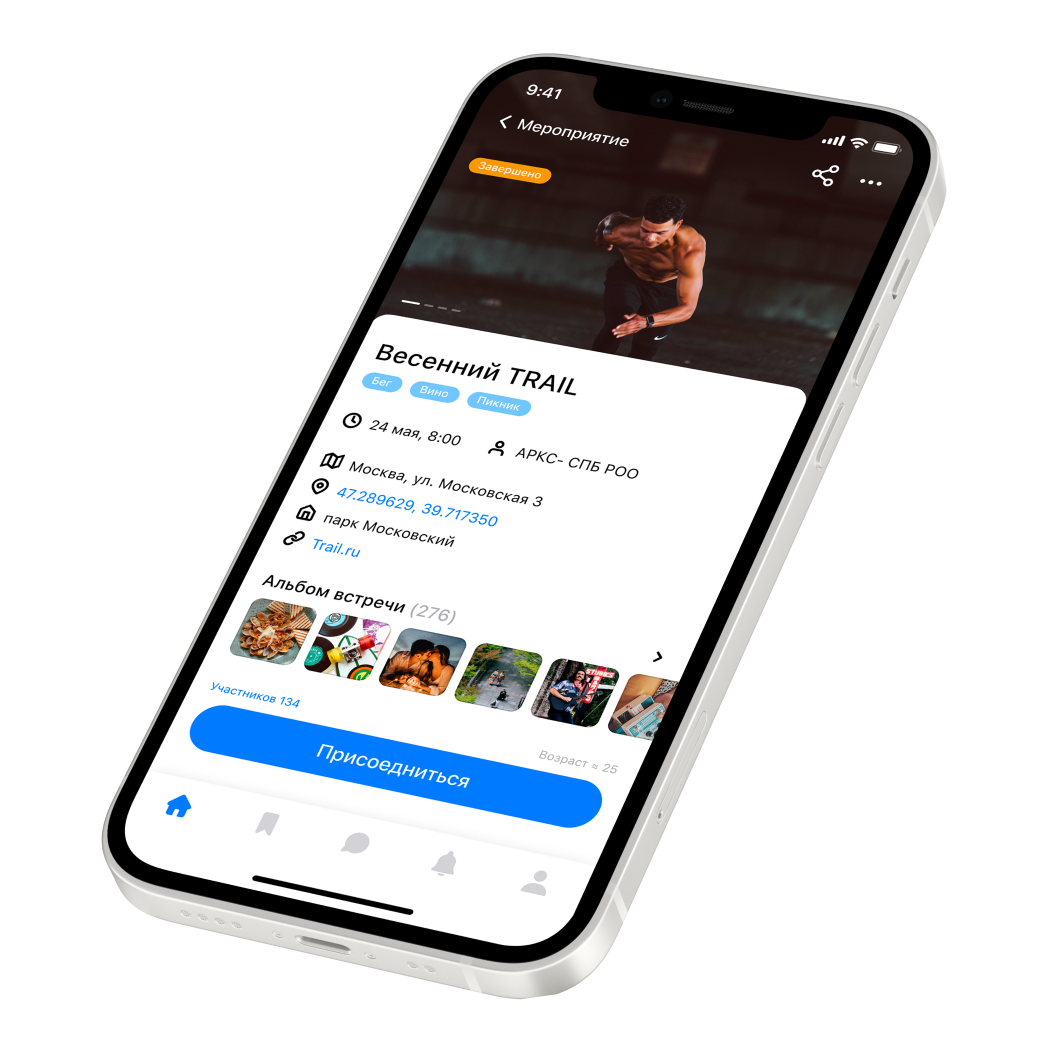 9:41
Мероприятие
Завершено
Весенний TRAIL
Бег Вино Пикник
24 мая, 8:00 АРКС- СПБ РОО
Москва, ул. Московская 3
47.289629, 39.717350
парк Московский
Trail.ru
Альбом встречи (276)
Участников 134
Возраст ≈ 25
Присоедниться